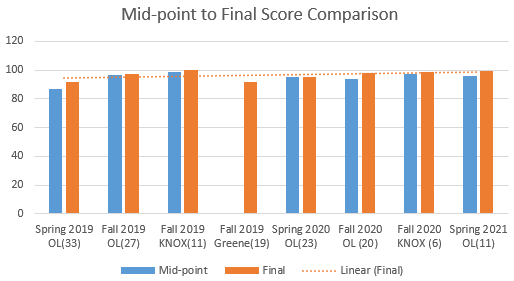 Mid-point to Final Score Comparison
120
100
80
60
40
20
0
Spring 2019 Fall 2019 Fall 2019 Fall 2019 Spring 2020 Fall 2020 Fall 2020 Spring 2021
OL(33) OL(27) KNOX(11) Greene(19) OL(23) OL (20) KNOX (6) OL(11)
Mid-point Final Linear (Final)